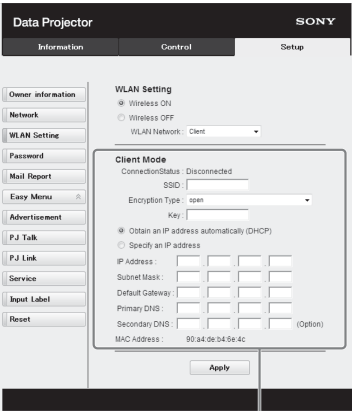 Data Projector
SONY
Information
Control
Setup
Owner information
Network
WLAN Setting
Password
Mail Report
Easy Menu
Advertisement
PJ Talk
PJ Link
Service
Input Label
Reset
WLAN Setting
Wireless ON
Wireless OFF
WLAN Network : Client
Client Mode
ConnectionStatus : Disconnected
SSID :
Encryption Type : open
Key :
Obtain an IP address automatically (DHCP)
Specify an IP address
IP Address :
Subnet Mask :
Default Gateway :
Primary DNS :
Secondary DNS : (Option)
MAC Address : 90:a4:de:b4:6e:4c
Apply